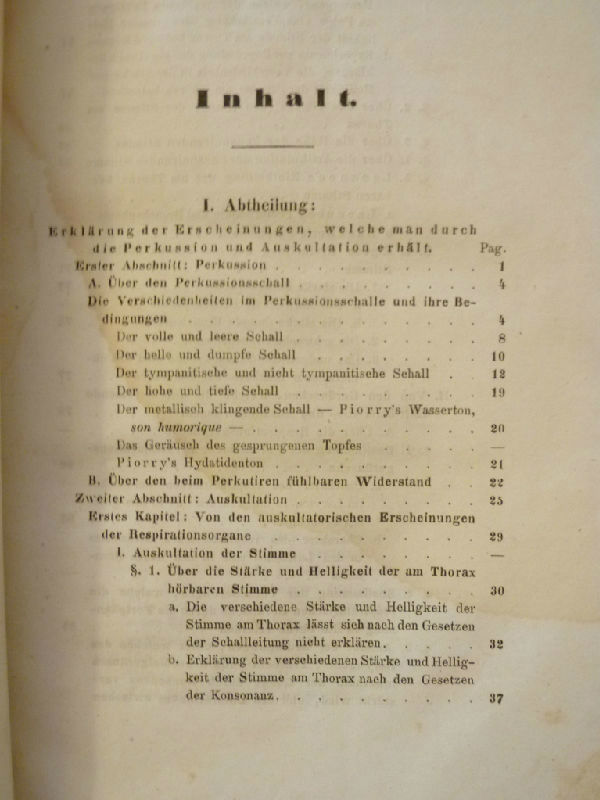 Inhalt.
I. Abtheilung:
Erklärung der Erscheinungen, welche man durch
die Perkussion und Auskultation erhält. Pag.
Erster Abschnitt: Perkussion . . . . . . . . . 1
A. Über den Perkussionsschall . . . . . . . . 4
Die Verschiedenheiten im Perkussionsschalle und ihre Be-
dingungen . . . . . . . . . . . 4
Der volle und leere Schall . . . . . . . . 8
Der helle und dumpfe Schall . . . . . . . 10
Der tympanitische und nicht tympanitische Schall . . 12
Der hohe und tiefe Schall . . . . . . . . 19
Der metallisch klingende Schall — Piorry's Wasserton,
son humorique — . . . . . . . . . 20
Das Geräusch des gesprungenen Topfes . . . . . —
Piorry's Hydatidenton . . . . . . . . . 21
B. Über den beim Perkutiren fühlbaren Widerstand . . 22
Zweiter Abschnitt: Auskultation . . . . . . . . 25
Erstes Kapitel: Von den auskultatorischen Erscheinungen
der Respirationsorgane . . . . . . . . . 29
I. Auskultation der Stimme . . . . . . . —
§. 1. Über die Stärke und Helligkeit der am Thorax
hörbaren Stimme . . . . . . . . 30
a. Die verschiedene Stärke und Helligkeit der
Stimme am Thorax lässt sich nach den Gesetzen
der Schallleitung nicht erklären. . . . . . 32
b. Erklärung der verschiedenen Stärke und Hellig-
keit der Stimme am Thorax nach den Gesetzen
der Konsonanz. . . . . . . . . . 37